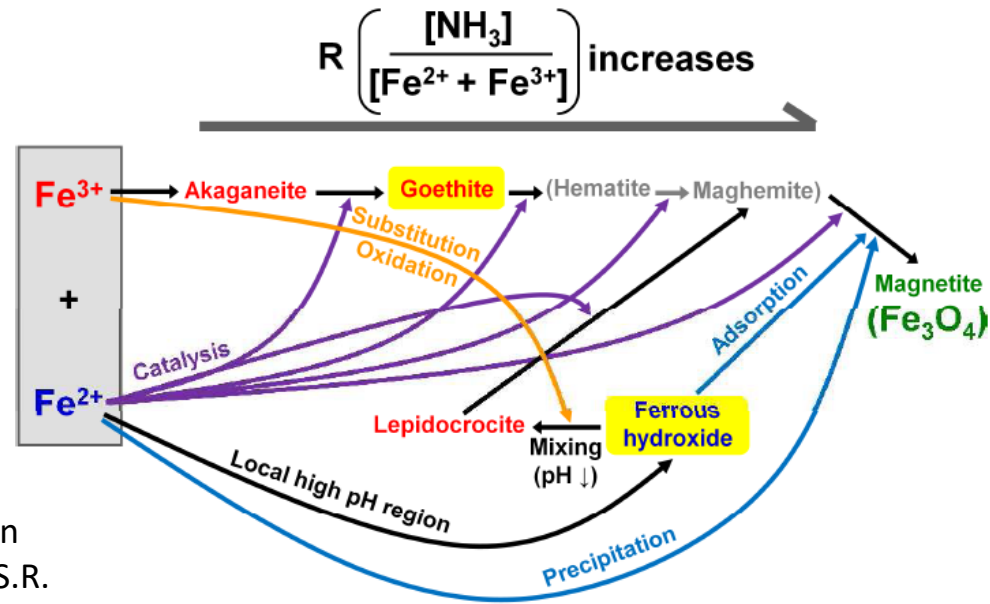 R ([NH₃] / [Fe²⁺ + Fe³⁺]) increases
Fe³⁺
Akaganeite
Goethite
(Hematite
Maghemite)
Substitution
Oxidation
+
Magnetite
(Fe₃O₄)
Adsorption
Catalysis
Fe²⁺
Lepidocrocite
Ferrous
hydroxide
Mixing
(pH ↓)
Local high pH region
Precipitation
n
S.R.